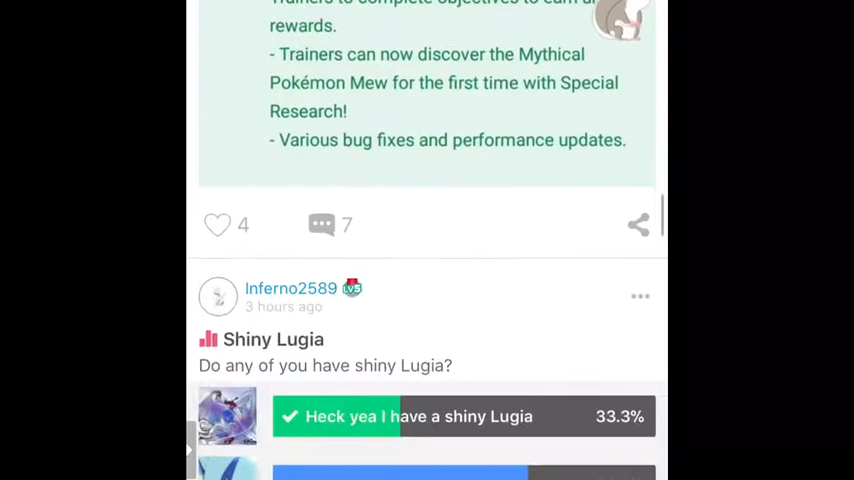 rewards.
- Trainers can now discover the Mythical
Pokémon Mew for the first time with Special
Research!
- Various bug fixes and performance updates.
4
7
Inferno2589 LV5
3 hours ago
Shiny Lugia
Do any of you have shiny Lugia?
Heck yea I have a shiny Lugia 33.3%